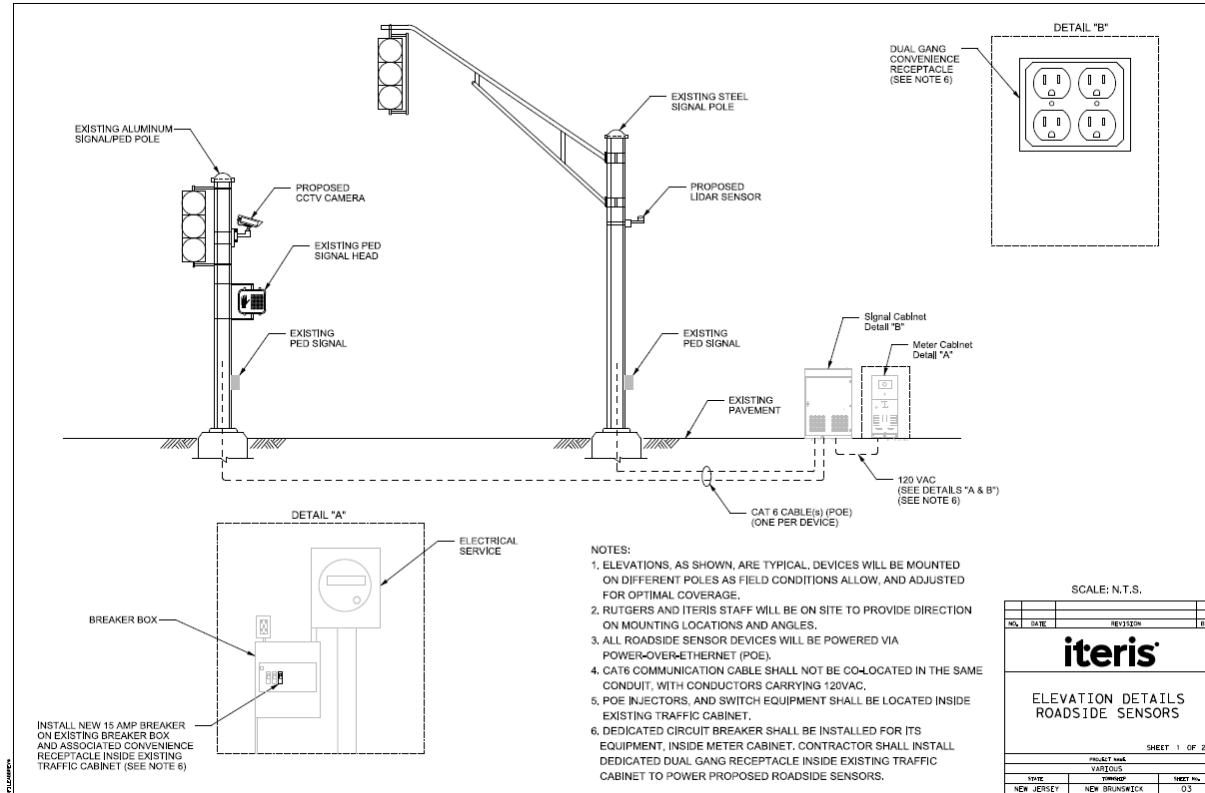 DETAIL "B"
DUAL GANG
CONVENIENCE
RECEPTACLE
(SEE NOTE 6)
EXISTING STEEL
SIGNAL POLE
EXISTING ALUMINUM
SIGNAL/PED POLE
PROPOSED
CCTV CAMERA
PROPOSED
LIDAR SENSOR
EXISTING PED
SIGNAL HEAD
EXISTING
PED SIGNAL
EXISTING
PED SIGNAL
Signal Cabinet
Detail "B"
Meter Cabinet
Detail "A"
EXISTING
PAVEMENT
120 VAC
(SEE DETAILS "A & B")
(SEE NOTE 6)
CAT 6 CABLE(s) (POE)
(ONE PER DEVICE)
DETAIL "A"
ELECTRICAL
SERVICE
BREAKER BOX
INSTALL NEW 15 AMP BREAKER
ON EXISTING BREAKER BOX
AND ASSOCIATED CONVENIENCE
RECEPTACLE INSIDE EXISTING
TRAFFIC CABINET (SEE NOTE 6)
NOTES:
1. ELEVATIONS, AS SHOWN, ARE TYPICAL. DEVICES WILL BE MOUNTED
ON DIFFERENT POLES AS FIELD CONDITIONS ALLOW, AND ADJUSTED
FOR OPTIMAL COVERAGE.
2. RUTGERS AND ITERIS STAFF WILL BE ON SITE TO PROVIDE DIRECTION
ON MOUNTING LOCATIONS AND ANGLES.
3. ALL ROADSIDE SENSOR DEVICES WILL BE POWERED VIA
POWER-OVER-ETHERNET (POE).
4. CAT6 COMMUNICATION CABLE SHALL NOT BE CO-LOCATED IN THE SAME
CONDUIT, WITH CONDUCTORS CARRYING 120VAC.
5. POE INJECTORS, AND SWITCH EQUIPMENT SHALL BE LOCATED INSIDE
EXISTING TRAFFIC CABINET.
6. DEDICATED CIRCUIT BREAKER SHALL BE INSTALLED FOR ITS
EQUIPMENT, INSIDE METER CABINET. CONTRACTOR SHALL INSTALL
DEDICATED DUAL GANG RECEPTACLE INSIDE EXISTING TRAFFIC
CABINET TO POWER PROPOSED ROADSIDE SENSORS.
SCALE: N.T.S.
NO. DATE REVISION
iteris
ELEVATION DETAILS
ROADSIDE SENSORS
SHEET 1 OF 2
PROJECT NAME
VARIOUS
STATE TOWNSHIP SHEET No.
NEW JERSEY NEW BRUNSWICK 03